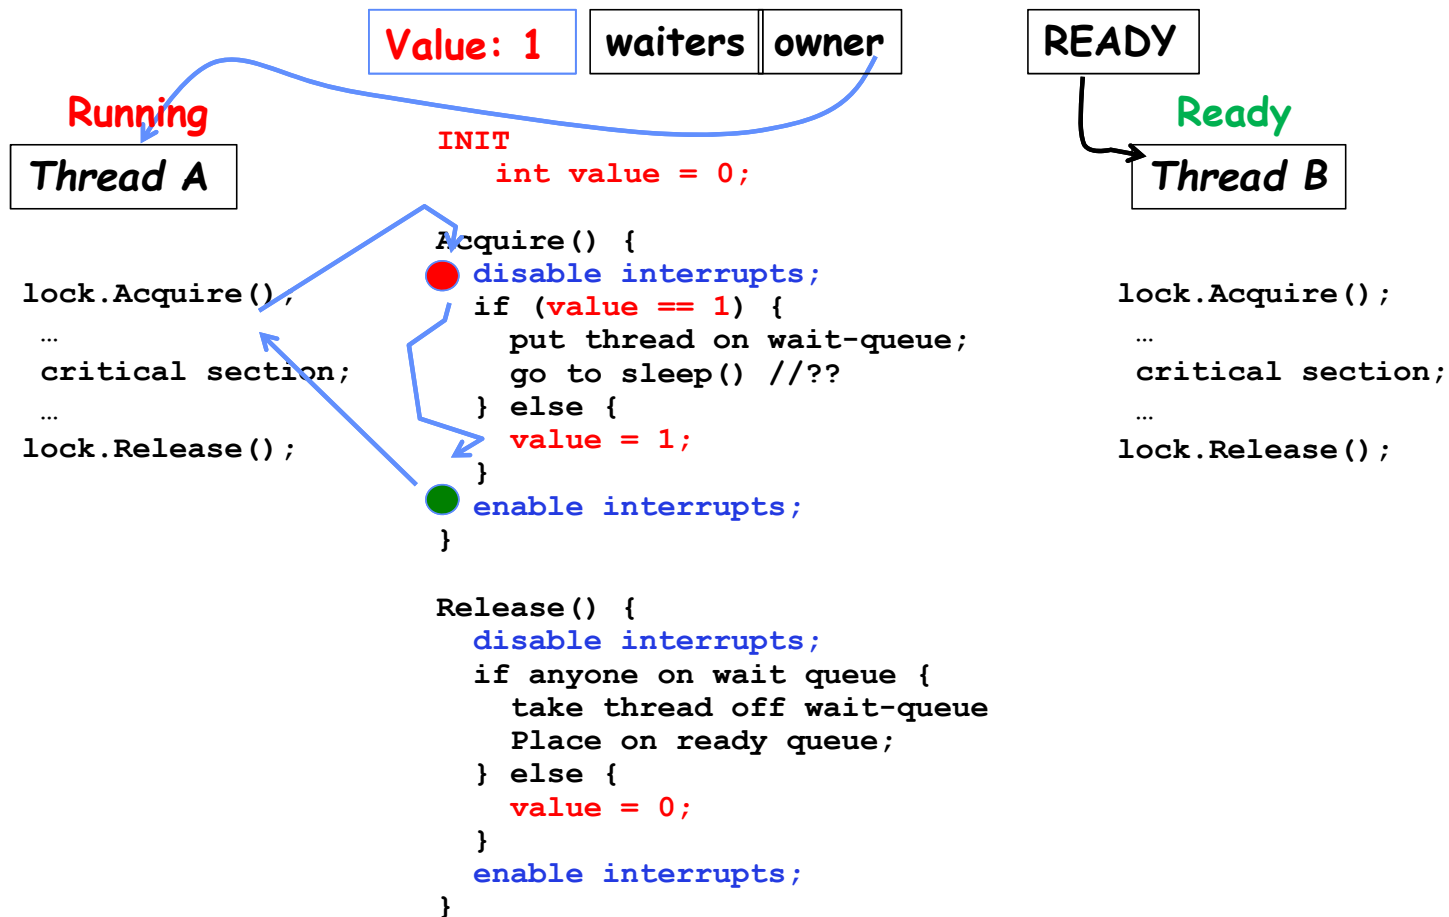 Value: 1 waiters owner READY
Running Ready
Thread A Thread B
INIT
int value = 0;
Acquire() {
disable interrupts;
if (value == 1) {
put thread on wait-queue;
go to sleep() //??
} else {
value = 1;
}
enable interrupts;
}
Release() {
disable interrupts;
if anyone on wait queue {
take thread off wait-queue
Place on ready queue;
} else {
value = 0;
}
enable interrupts;
}
lock.Acquire();
…
critical section;
…
lock.Release();
lock.Acquire();
…
critical section;
…
lock.Release();